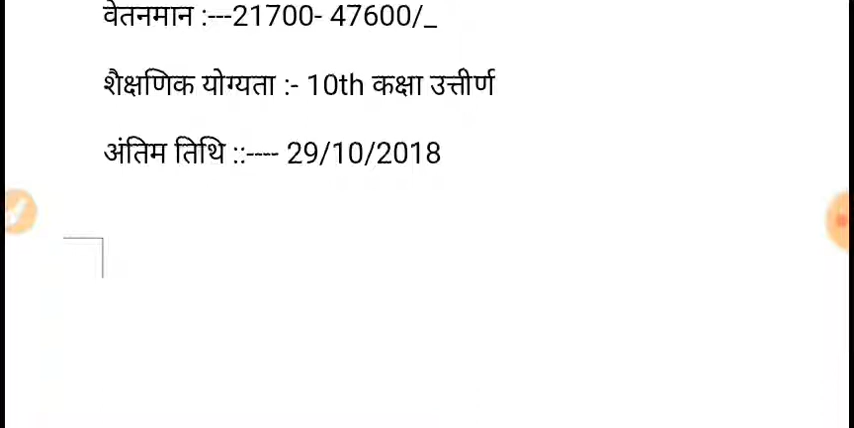 वेतनमान :---21700- 47600/_
शैक्षणिक योग्यता :- 10th कक्षा उत्तीर्ण
अंतिम तिथि ::---- 29/10/2018